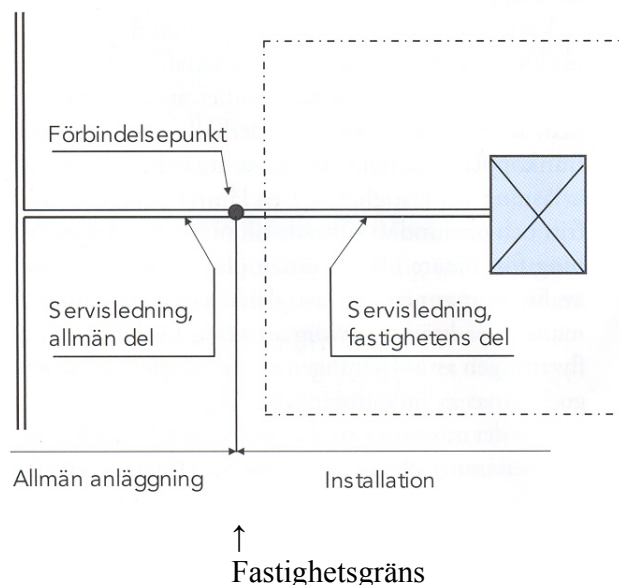 Förbindelsepunkt
Servisledning,
allmän del
Servisledning,
fastighetens del
Allmän anläggning
Installation
↑
Fastighetsgräns